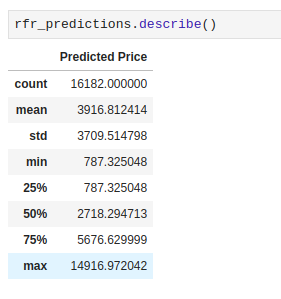 rfr_predictions.describe()
Predicted Price
count 16182.000000
mean 3916.812414
std 3709.514798
min 787.325048
25% 787.325048
50% 2718.294713
75% 5676.629999
max 14916.972042